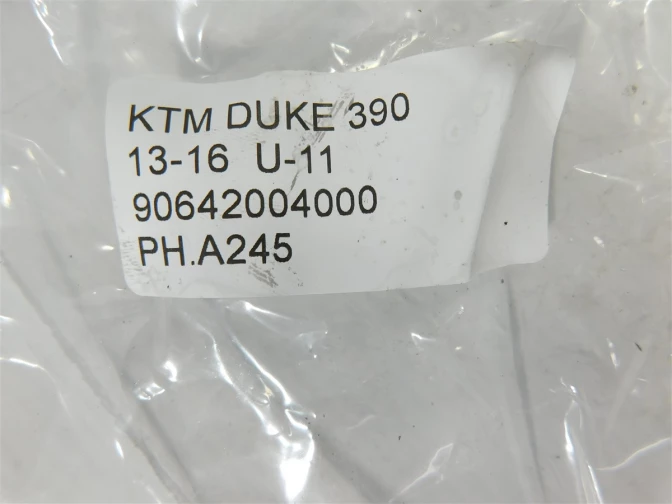 KTM DUKE 390
13-16 U-11
90642004000
PH.A245